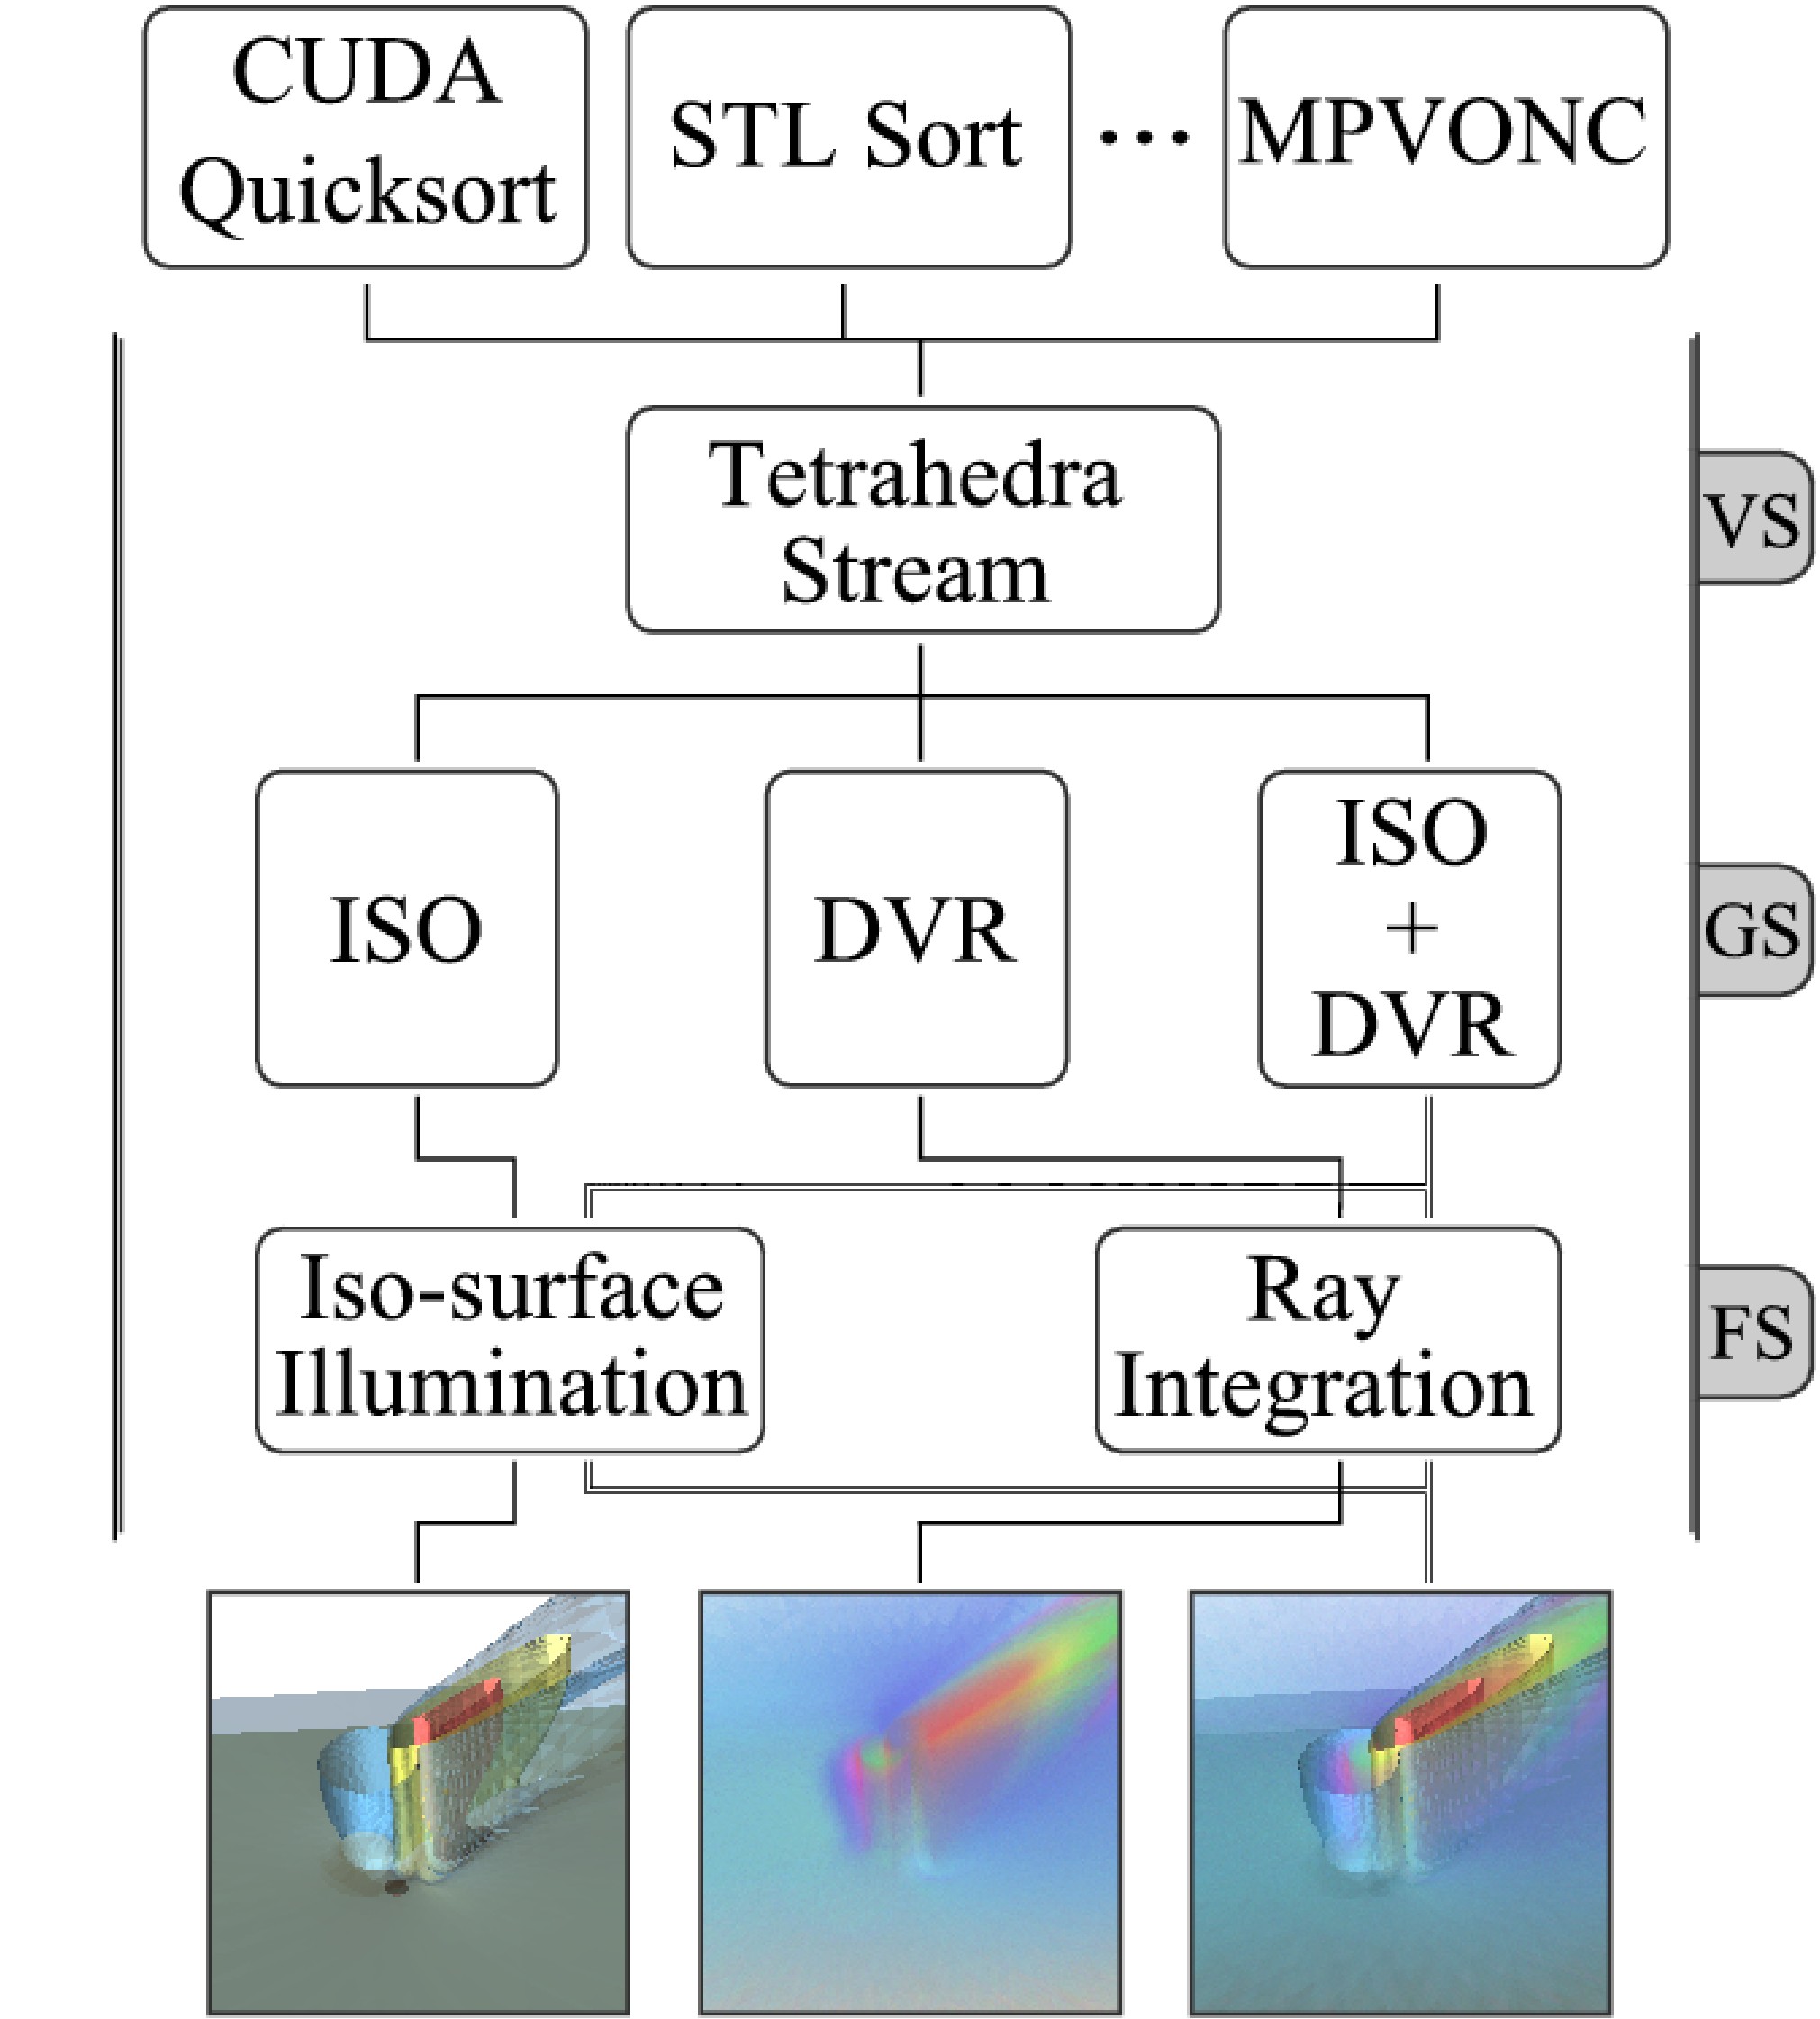 CUDA
Quicksort
STL Sort
...
MPVONC
Tetrahedra
Stream
VS
ISO
DVR
ISO
+
DVR
GS
Iso-surface
Illumination
Ray
Integration
FS